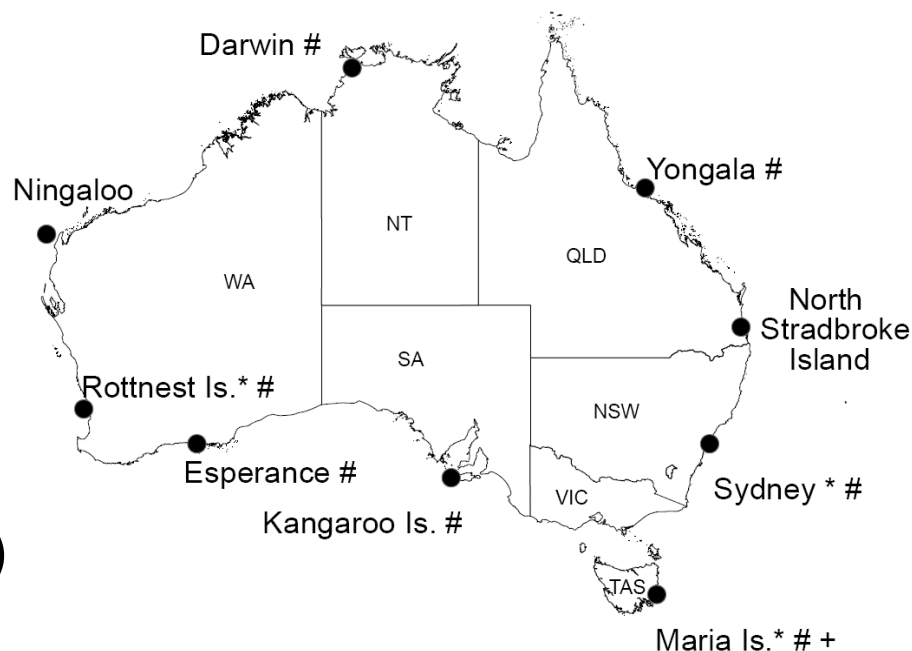 Darwin #
Yongala #
Ningaloo
NT
QLD
WA
North
Stradbroke
Island
SA
Rottnest Is.* #
NSW
Esperance #
Sydney * #
VIC
Kangaroo Is. #
TAS
Maria Is.* # +